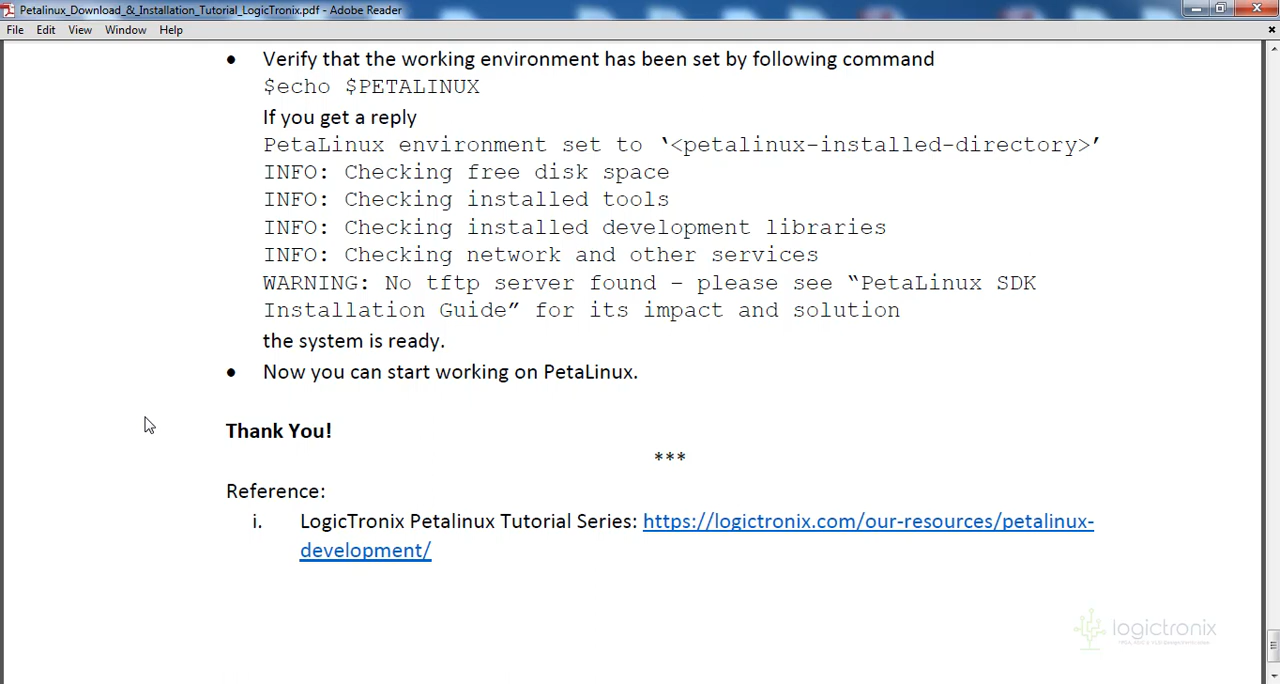 Petalinux_Download_&_Installation_Tutorial_LogicTronix.pdf - Adobe Reader
File Edit View Window Help
• Verify that the working environment has been set by following command
$echo $PETALINUX
If you get a reply
PetaLinux environment set to ‘<petalinux-installed-directory>’
INFO: Checking free disk space
INFO: Checking installed tools
INFO: Checking installed development libraries
INFO: Checking network and other services
WARNING: No tftp server found – please see “PetaLinux SDK
Installation Guide” for its impact and solution
the system is ready.
• Now you can start working on PetaLinux.
Thank You!
***
Reference:
i. LogicTronix Petalinux Tutorial Series: https://logictronix.com/our-resources/petalinux-
development/
logictronix